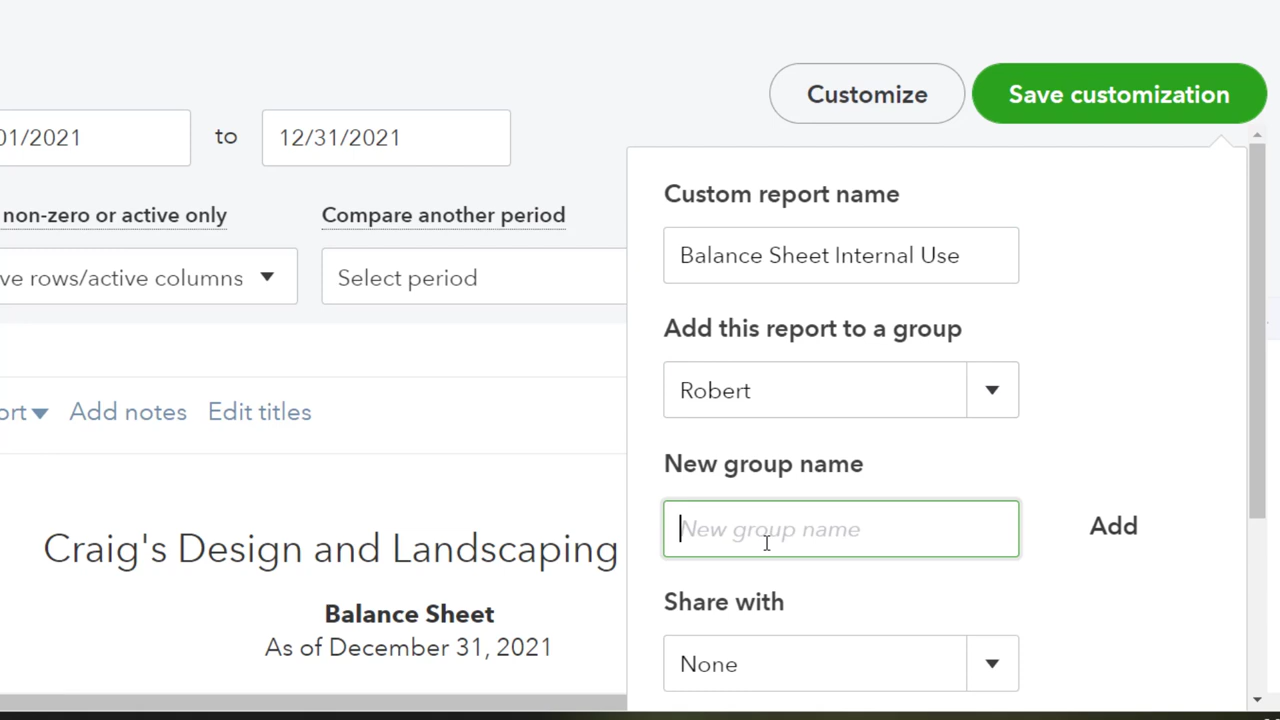 Customize
Save customization
01/2021
to
12/31/2021
non-zero or active only
Compare another period
ve rows/active columns
Select period
ort
Add notes
Edit titles
Craig's Design and Landscaping
Balance Sheet
As of December 31, 2021
Custom report name
Balance Sheet Internal Use
Add this report to a group
Robert
New group name
New group name
Add
Share with
None